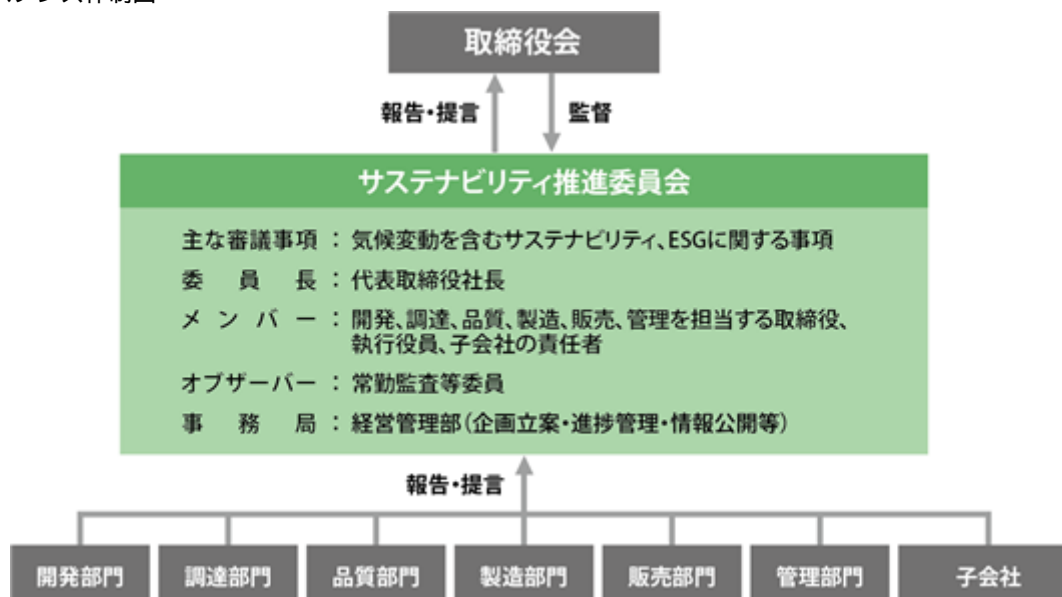 取締役会
報告・提言
監督
サステナビリティ推進委員会
主な審議事項：気候変動を含むサステナビリティ、ESGに関する事項
委員長：代表取締役社長
メンバー：開発、調達、品質、製造、販売、管理を担当する取締役、
執行役員、子会社の責任者
オブザーバー：常勤監査等委員
事務局：経営管理部（企画立案・進捗管理・情報公開等）
報告・提言
開発部門
調達部門
品質部門
製造部門
販売部門
管理部門
子会社